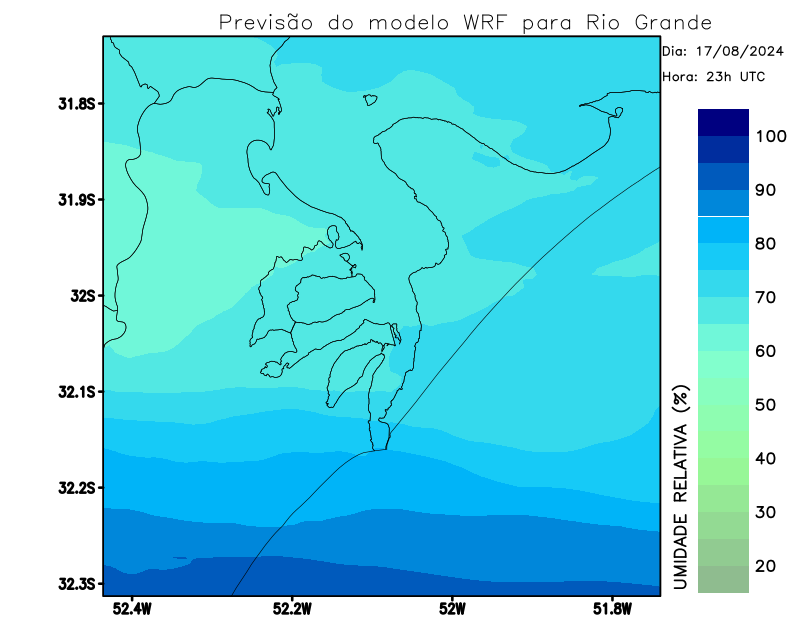 Previsão do modelo WRF para Rio Grande
Dia: 17/08/2024
Hora: 23h UTC
31.8S
31.9S
32S
32.1S
32.2S
32.3S
52.4W
52.2W
52W
51.8W
UMIDADE RELATIVA (%)
100
90
80
70
60
50
40
30
20